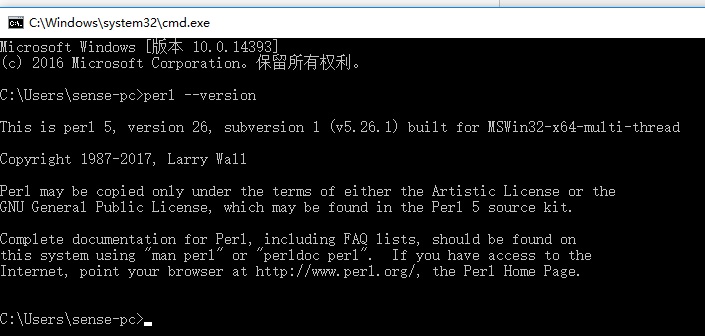 C:\Windows\system32\cmd.exe
Microsoft Windows [版本 10.0.14393]
(c) 2016 Microsoft Corporation。保留所有权利。
C:\Users\sense-pc>perl --version
This is perl 5, version 26, subversion 1 (v5.26.1) built for MSWin32-x64-multi-thread
Copyright 1987-2017, Larry Wall
Perl may be copied only under the terms of either the Artistic License or the
GNU General Public License, which may be found in the Perl 5 source kit.
Complete documentation for Perl, including FAQ lists, should be found on
this system using "man perl" or "perldoc perl".  If you have access to the
Internet, point your browser at http://www.perl.org/, the Perl Home Page.
C:\Users\sense-pc>